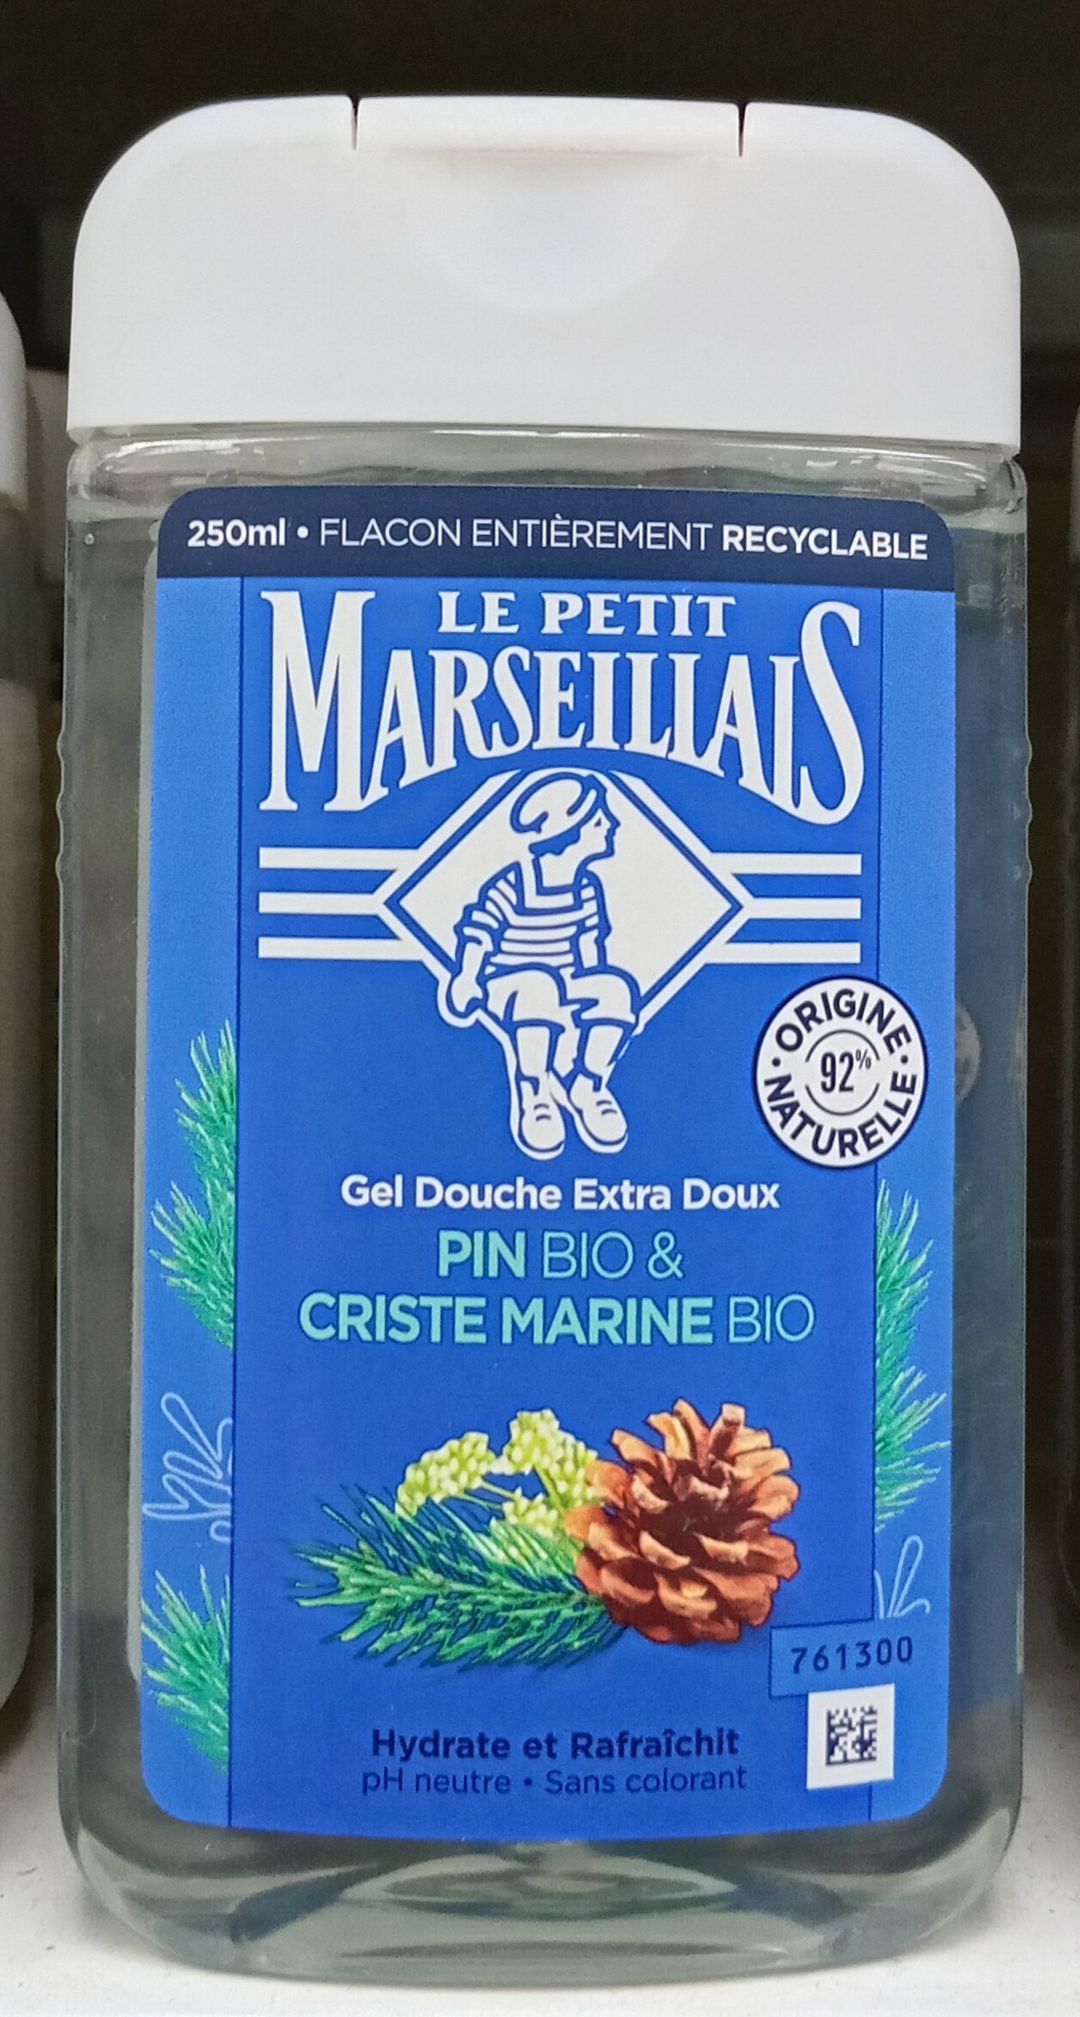 250ml • FLACON ENTIÈREMENT RECYCLABLE
LE PETIT
MARSEILLAIS
ORIGINE
92%
NATURELLE
Gel Douche Extra Doux
PIN BIO &
CRISTE MARINE BIO
761300
Hydrate et Rafraîchit
pH neutre • Sans colorant